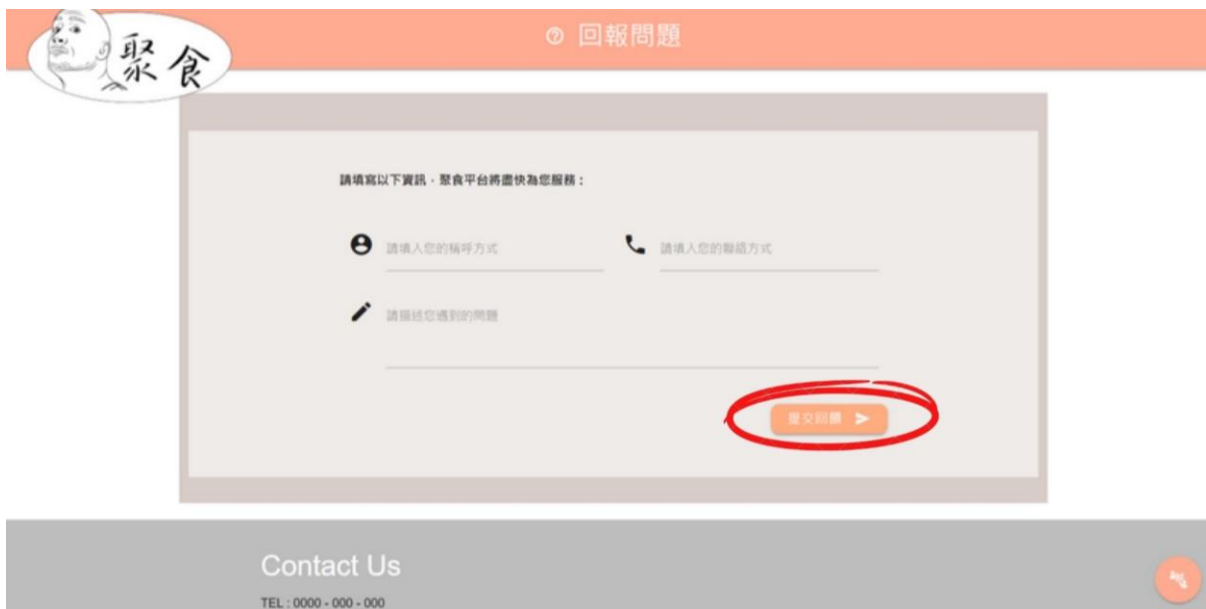 聚食
回報問題
請填寫以下資訊，聚食平台將盡快為您服務：
請填入您的稱呼方式
請填入您的聯絡方式
請描述您遇到的問題
提交回饋
Contact Us
TEL : 0000 - 000 - 000